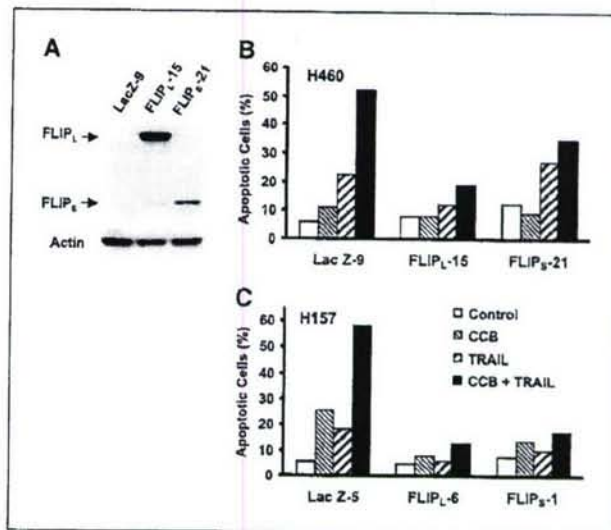 A
LacZ-9
FLIPL-15
FLIPS-21
FLIPL
FLIPS
Actin
B
H460
Apoptotic Cells (%)
60
50
40
30
20
10
0
Lac Z-9
FLIPL-15
FLIPS-21
C
H157
Apoptotic Cells (%)
60
50
40
30
20
10
0
Control
CCB
TRAIL
CCB + TRAIL
Lac Z-5
FLIPL-6
FLIPS-1